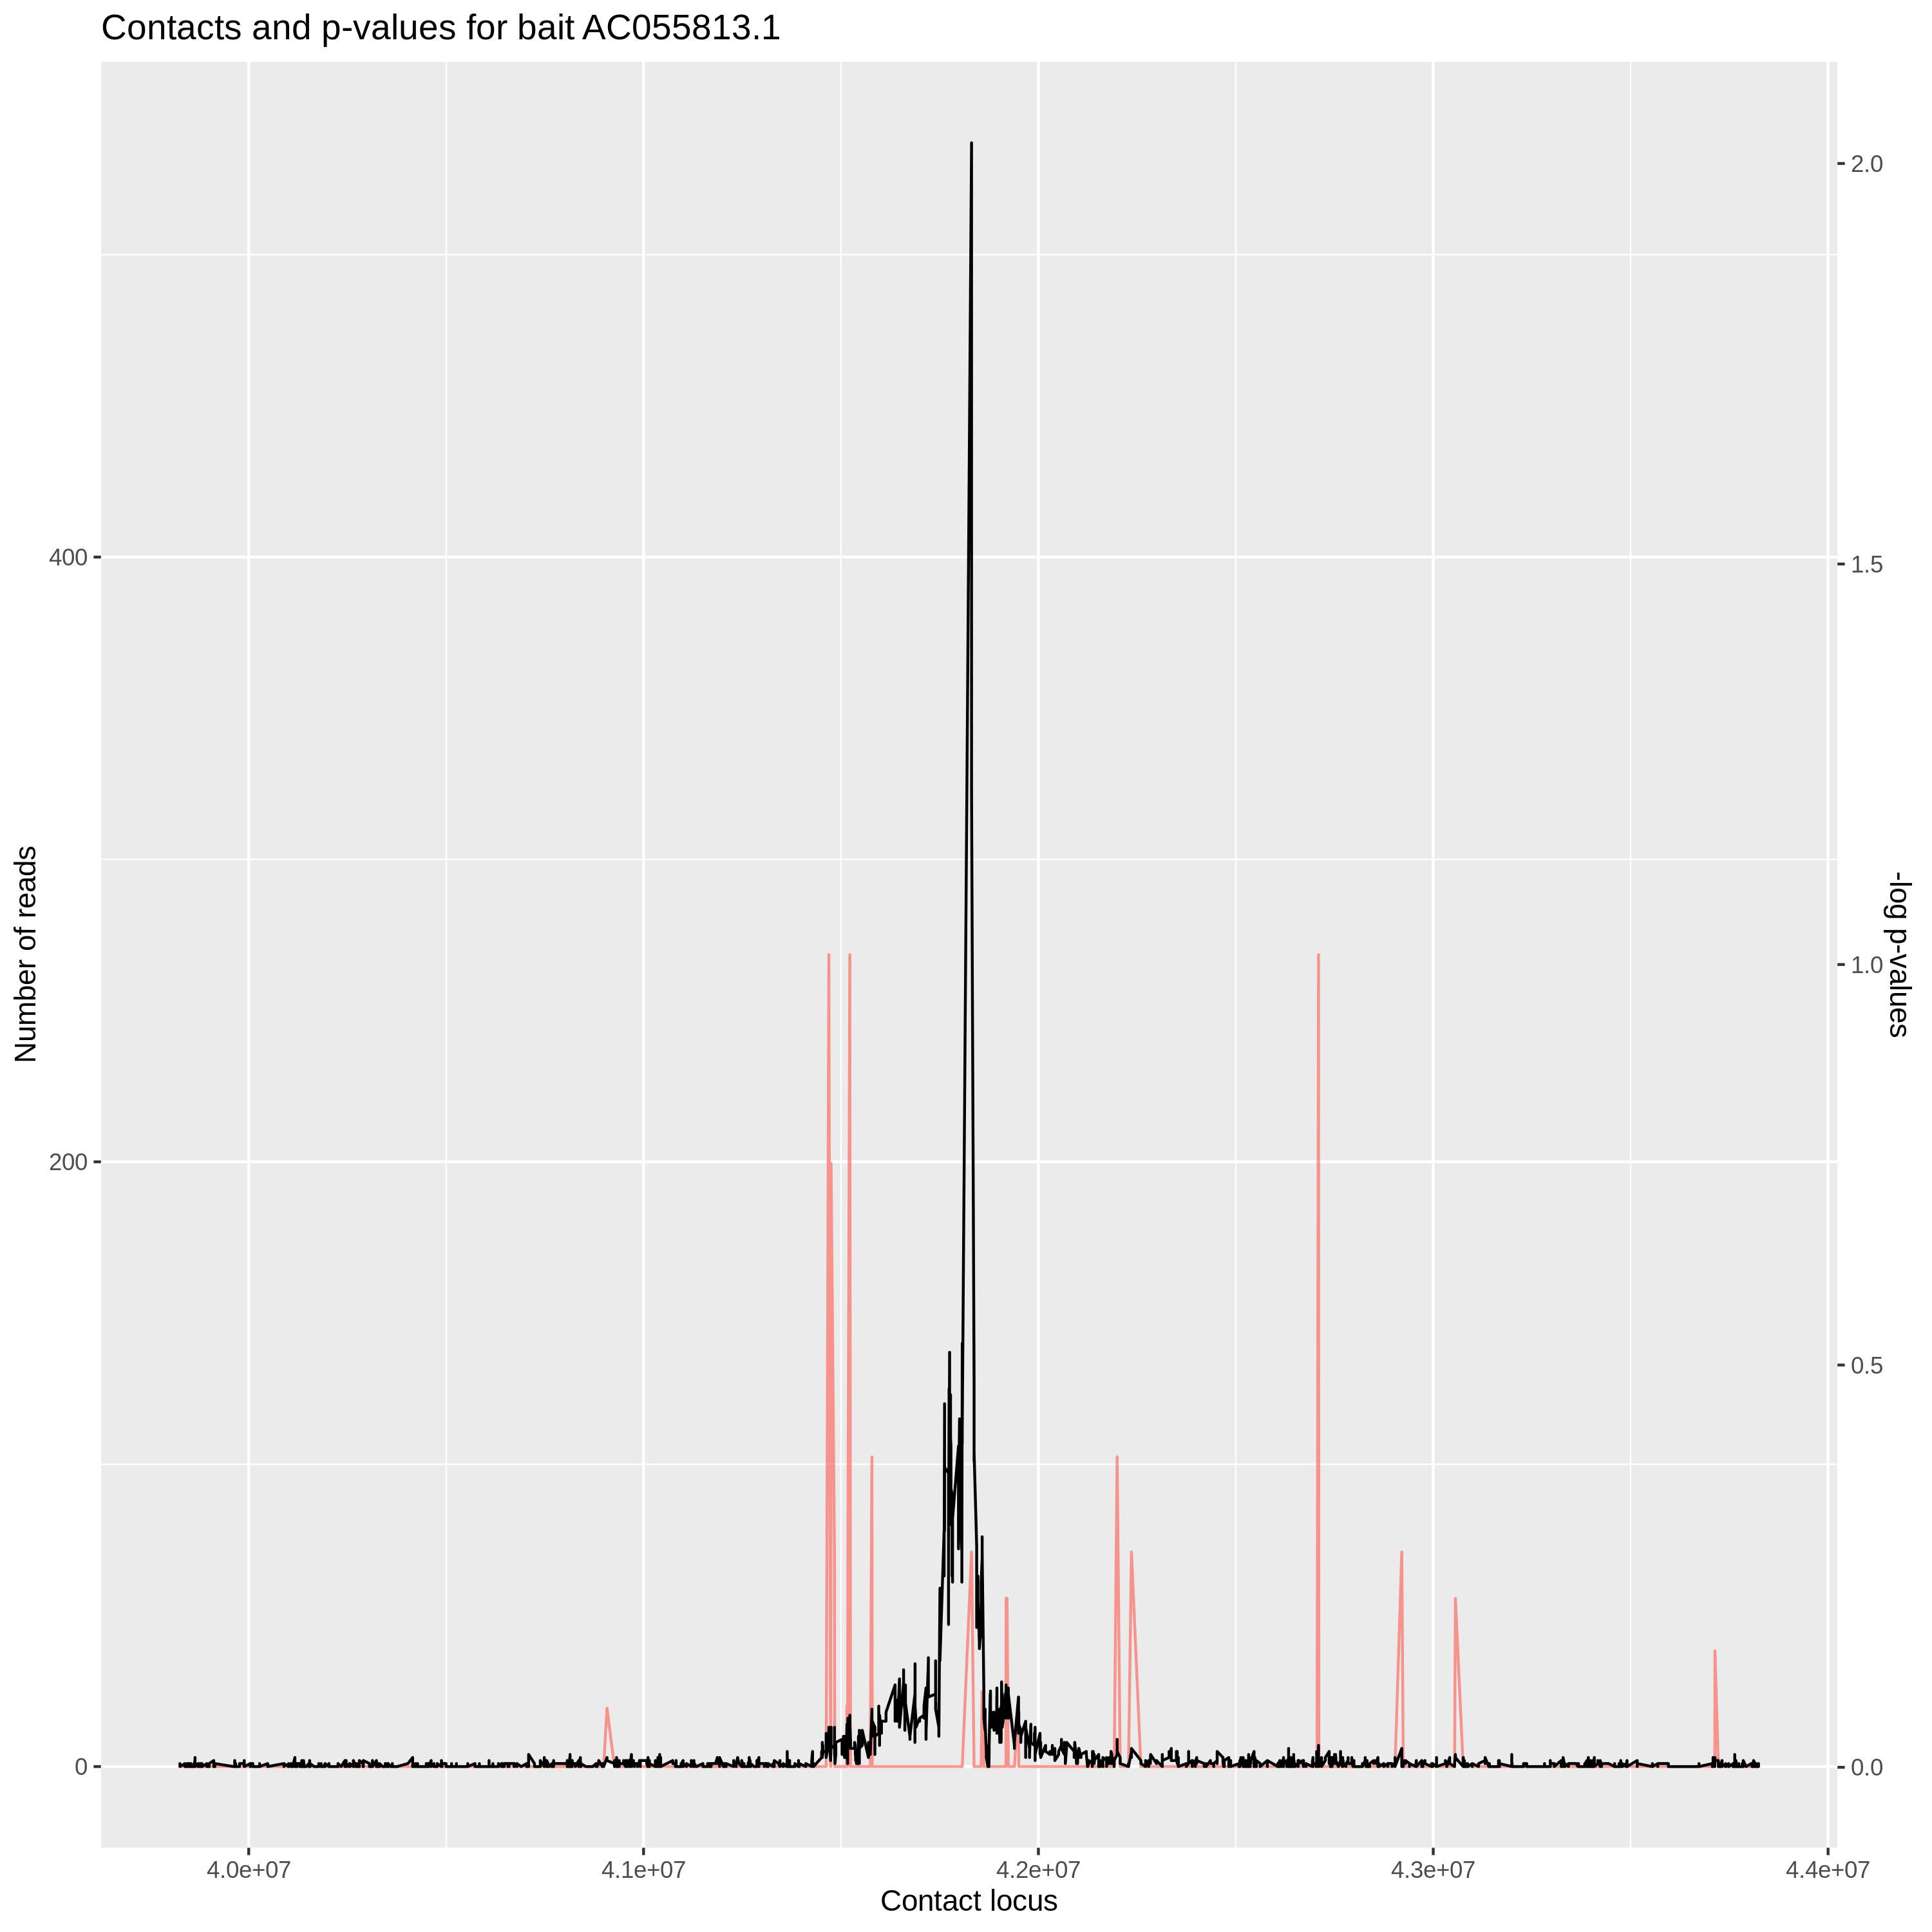 Contacts and p-values for bait AC055813.1
Number of reads
400
200
0
2.0
1.5
1.0
0.5
0.0
-log p-values
4.0e+07
4.1e+07
4.2e+07
4.3e+07
4.4e+07
Contact locus